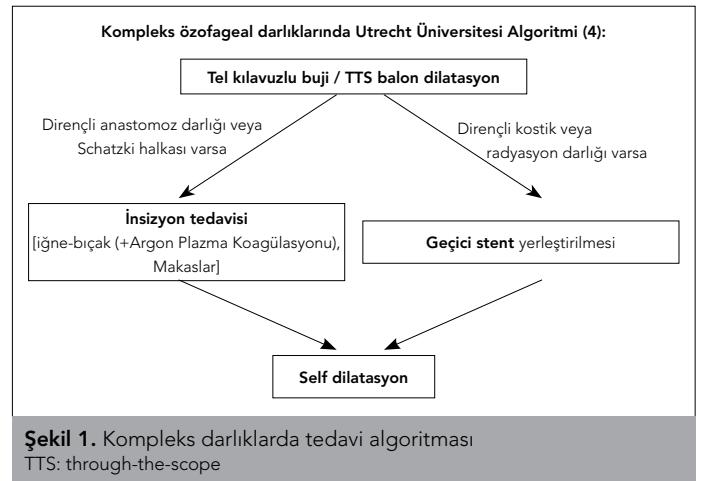 Kompleks özofageal darlıklarında Utrecht Üniversitesi Algoritmi (4):
Tel kılavuzlu buji / TTS balon dilatasyon
Dirençli anastomoz darlığı veya
Schatzki halkası varsa
Dirençli kostik veya
radyasyon darlığı varsa
İnsizyon tedavisi
[iğne-bıçak (+Argon Plazma Koagülasyonu),
Makaslar]
Geçici stent yerleştirilmesi
Self dilatasyon
Şekil 1. Kompleks darlıklarda tedavi algoritması
TTS: through-the-scope